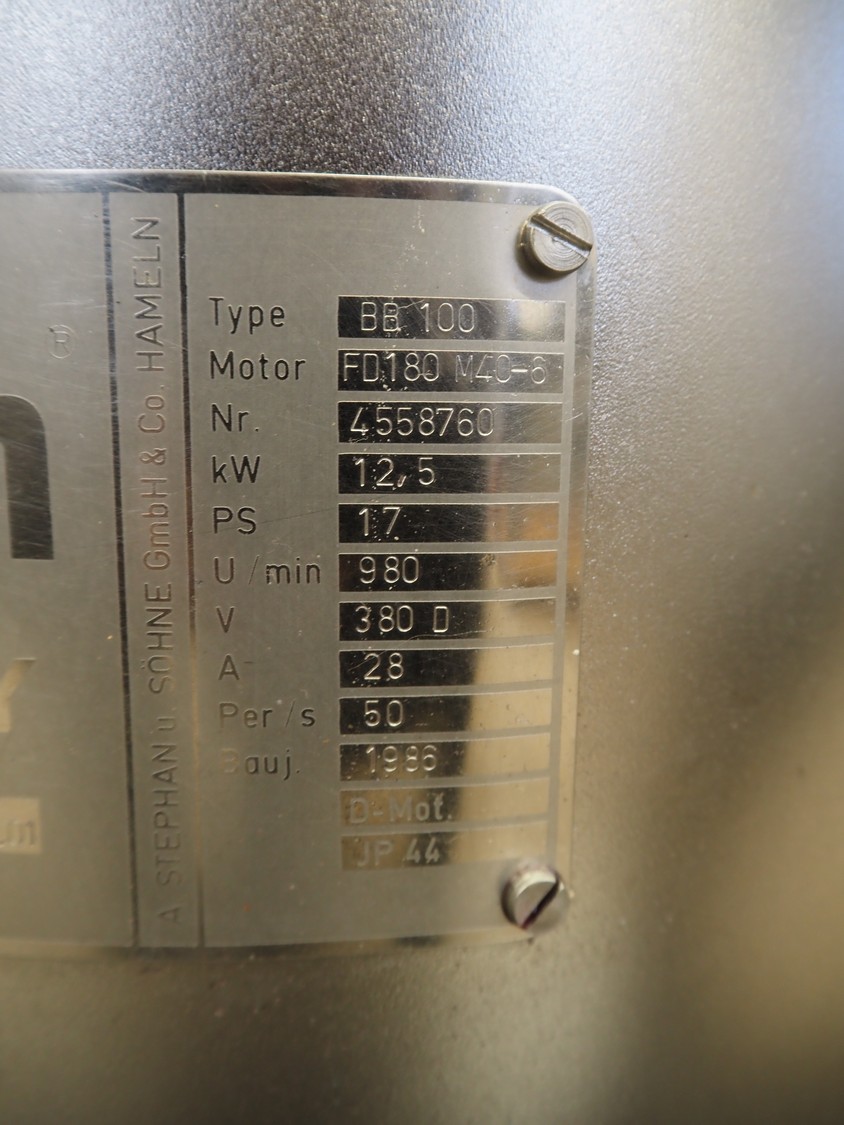 ®
A STEPHAN u. SÖHNE GmbH & Co. HAMELN
Type BB 100
Motor FD180 M40-6
Nr. 4558760
kW 12,5
PS 17
U/min 980
V 380 D
A 28
Per/s 50
Bauj. 1986
D-Mot.
JP 44